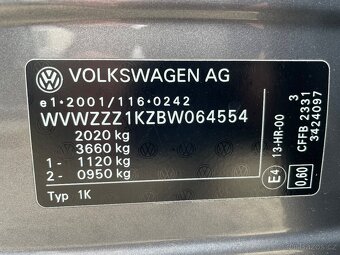 VOLKSWAGEN AG
e1*2001/116*0242
WVWZZZ1KZBW064554
2020 kg
3660 kg
1 - 1120 kg
2 - 0950 kg
Typ 1K
E4
13-HR-00
3
0,60
CFFB 2331
3424097